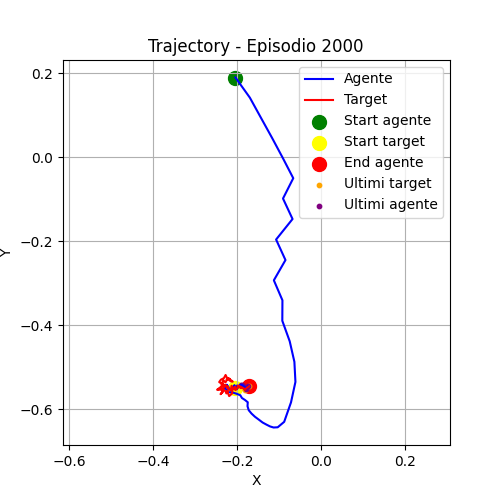 Trajectory - Episodio 2000
Agente
Target
Start agente
Start target
End agente
Ultimi target
Ultimi agente
0.2
0.0
−0.2
−0.4
−0.6
Y
−0.6
−0.4
−0.2
0.0
0.2
X